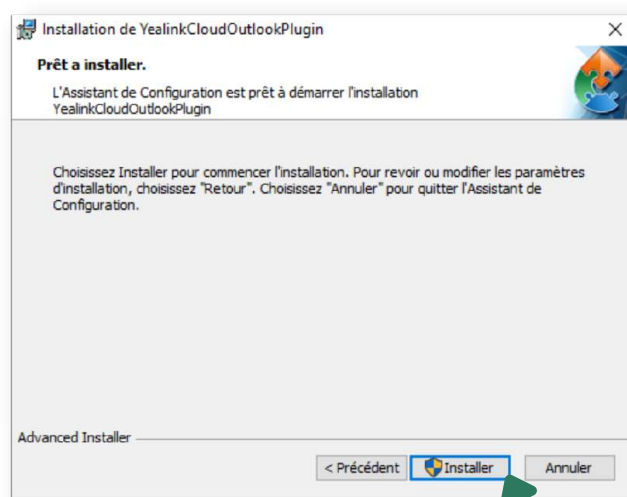 Installation de YealinkCloudOutlookPlugin
Prêt a installer.
L'Assistant de Configuration est prêt à démarrer l'installation
YealinkCloudOutlookPlugin
Choisissez Installer pour commencer l'installation. Pour revoir ou modifier les paramètres
d'installation, choisissez "Retour". Choisissez "Annuler" pour quitter l'Assistant de
Configuration.
Advanced Installer
< Précédent Installer Annuler